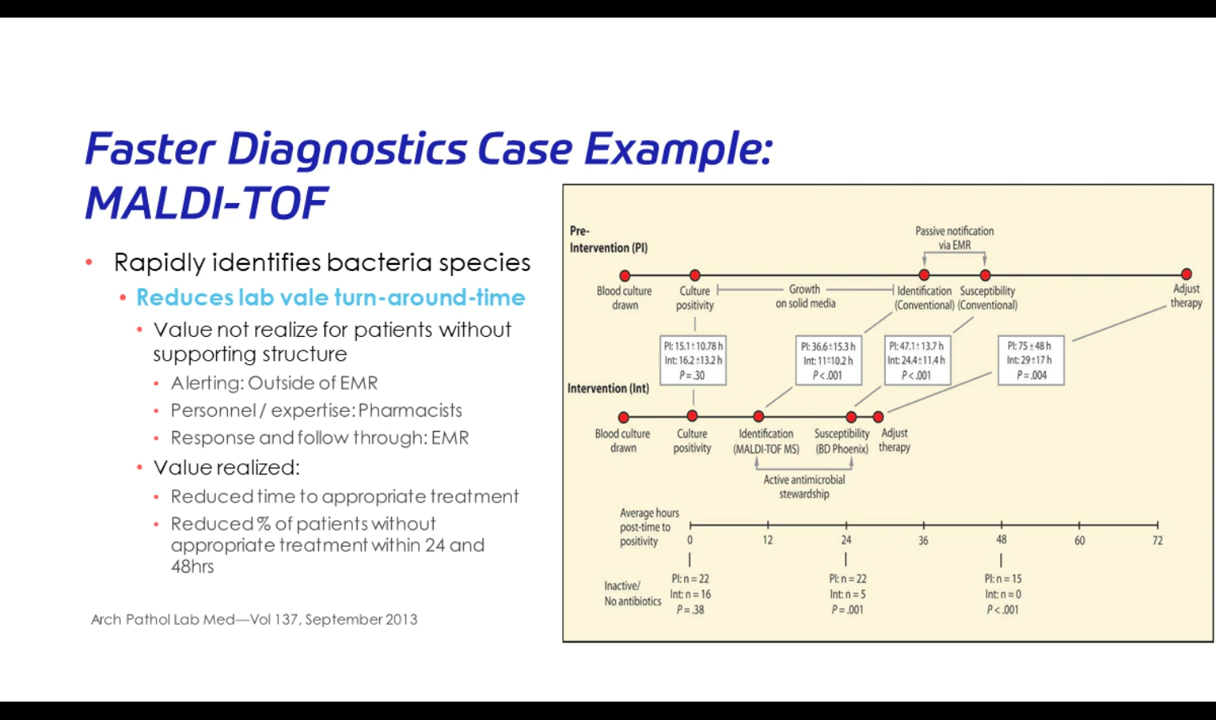 Faster Diagnostics Case Example:
MALDI-TOF
• Rapidly identifies bacteria species
• Reduces lab vale turn-around-time
• Value not realize for patients without
supporting structure
• Alerting: Outside of EMR
• Personnel / expertise: Pharmacists
• Response and follow through: EMR
• Value realized:
• Reduced time to appropriate treatment
• Reduced % of patients without
appropriate treatment within 24 and
48hrs
Arch Pathol Lab Med—Vol 137, September 2013
Pre-
Intervention (PI)
Passive notification
via EMR
Blood culture
drawn
Culture
positivity
Growth
on solid media
Identification
(Conventional)
Susceptibility
(Conventional)
Adjust
therapy
PI: 15.1±10.78 h
Int: 16.2±13.2 h
P=.30
PI: 36.6±15.3 h
Int: 11±10.2 h
P<.001
PI: 47.1±13.7 h
Int: 24.4±11.4 h
P<.001
PI: 75±48 h
Int: 29±17 h
P=.004
Intervention (Int)
Blood culture
drawn
Culture
positivity
Identification
(MALDI-TOF MS)
Susceptibility
(BD Phoenix)
Adjust
therapy
Active antimicrobial
stewardship
Average hours
post-time to
positivity
0 12 24 36 48 60 72
Inactive/
No antibiotics
PI: n=22
Int: n=16
P=.38
PI: n=22
Int: n=5
P=.001
PI: n=15
Int: n=0
P<.001